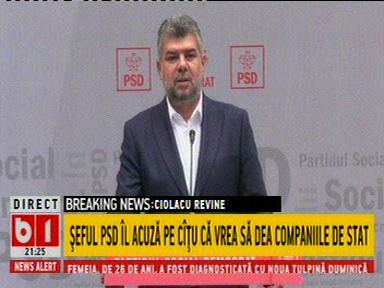 PSD
Partidul Social
Social
PSD
DIRECT
BREAKING NEWS: CIOLACU REVINE
B1
21:25
NEWS ALERT
ŞEFUL PSD ÎL ACUZĂ PE CÎŢU CĂ VREA SĂ DEA COMPANIILE DE STAT
FEMEIA, DE 26 DE ANI, A FOST DIAGNOSTICATĂ CU NOUA TULPINĂ DUMINICĂ